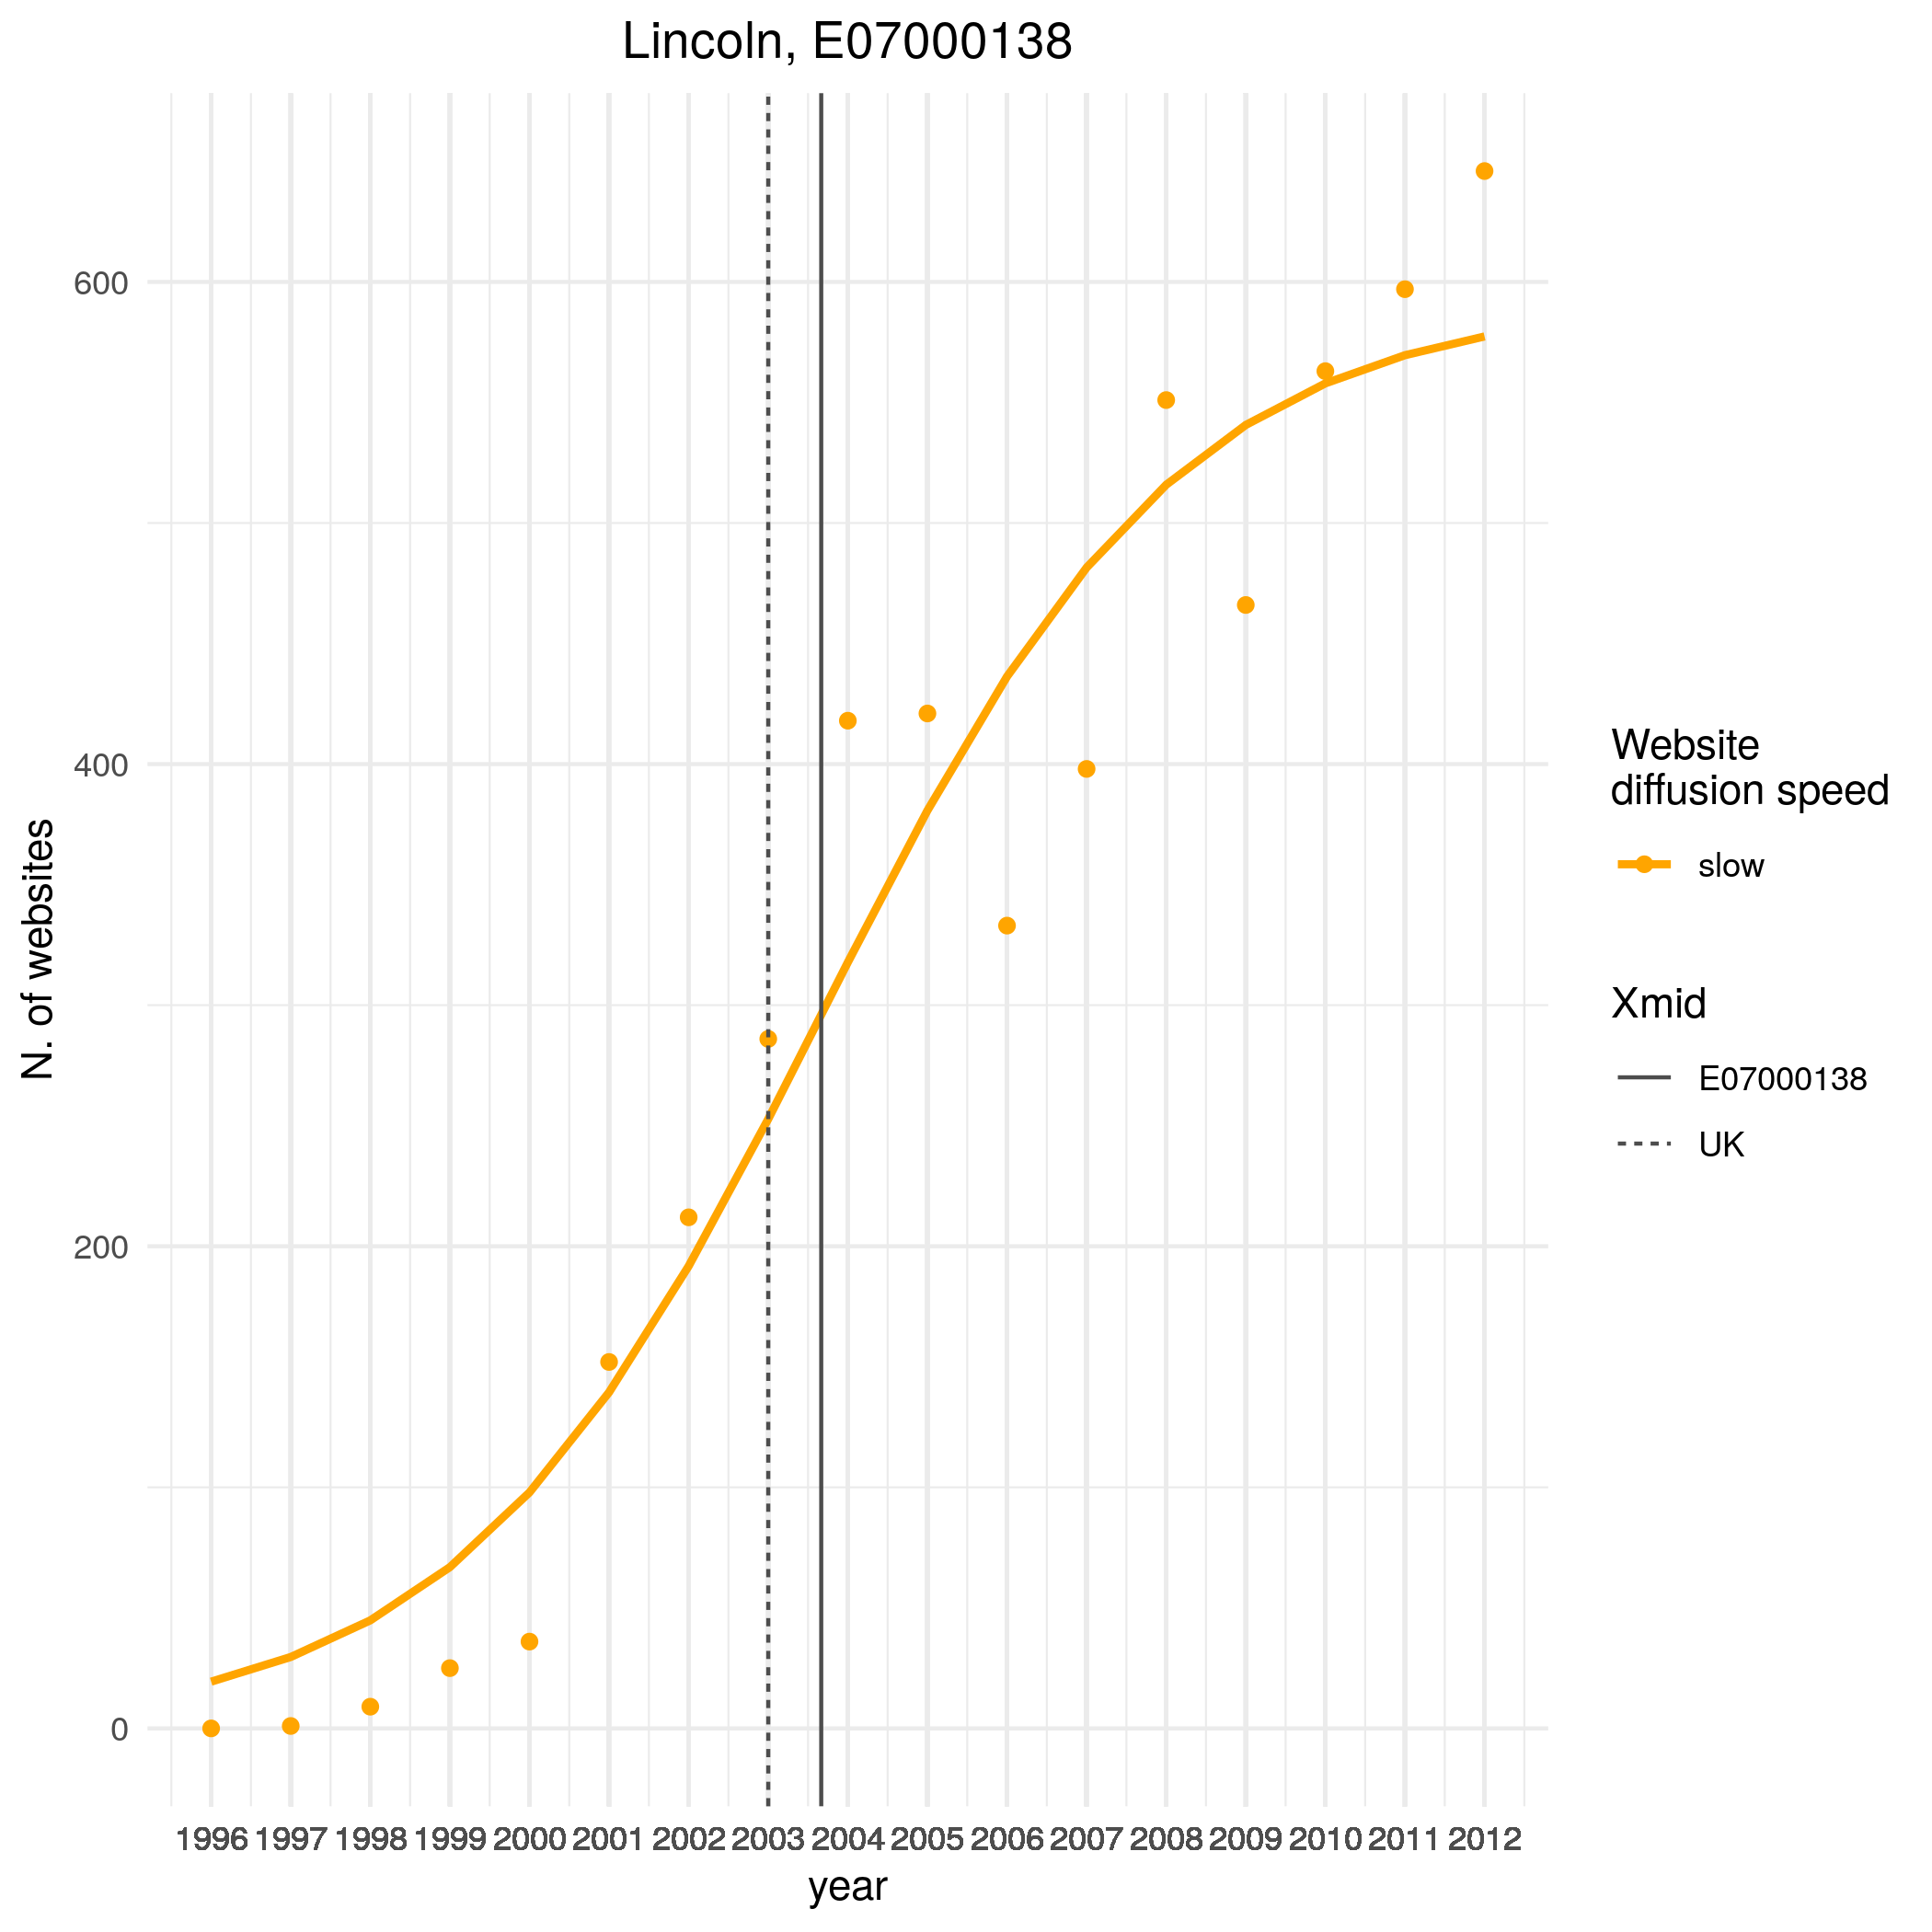 Lincoln, E07000138
N. of websites
600
400
200
0
1996 1997 1998 1999 2000 2001 2002 2003 2004 2005 2006 2007 2008 2009 2010 2011 2012
year
Website
diffusion speed
slow
Xmid
E07000138
UK